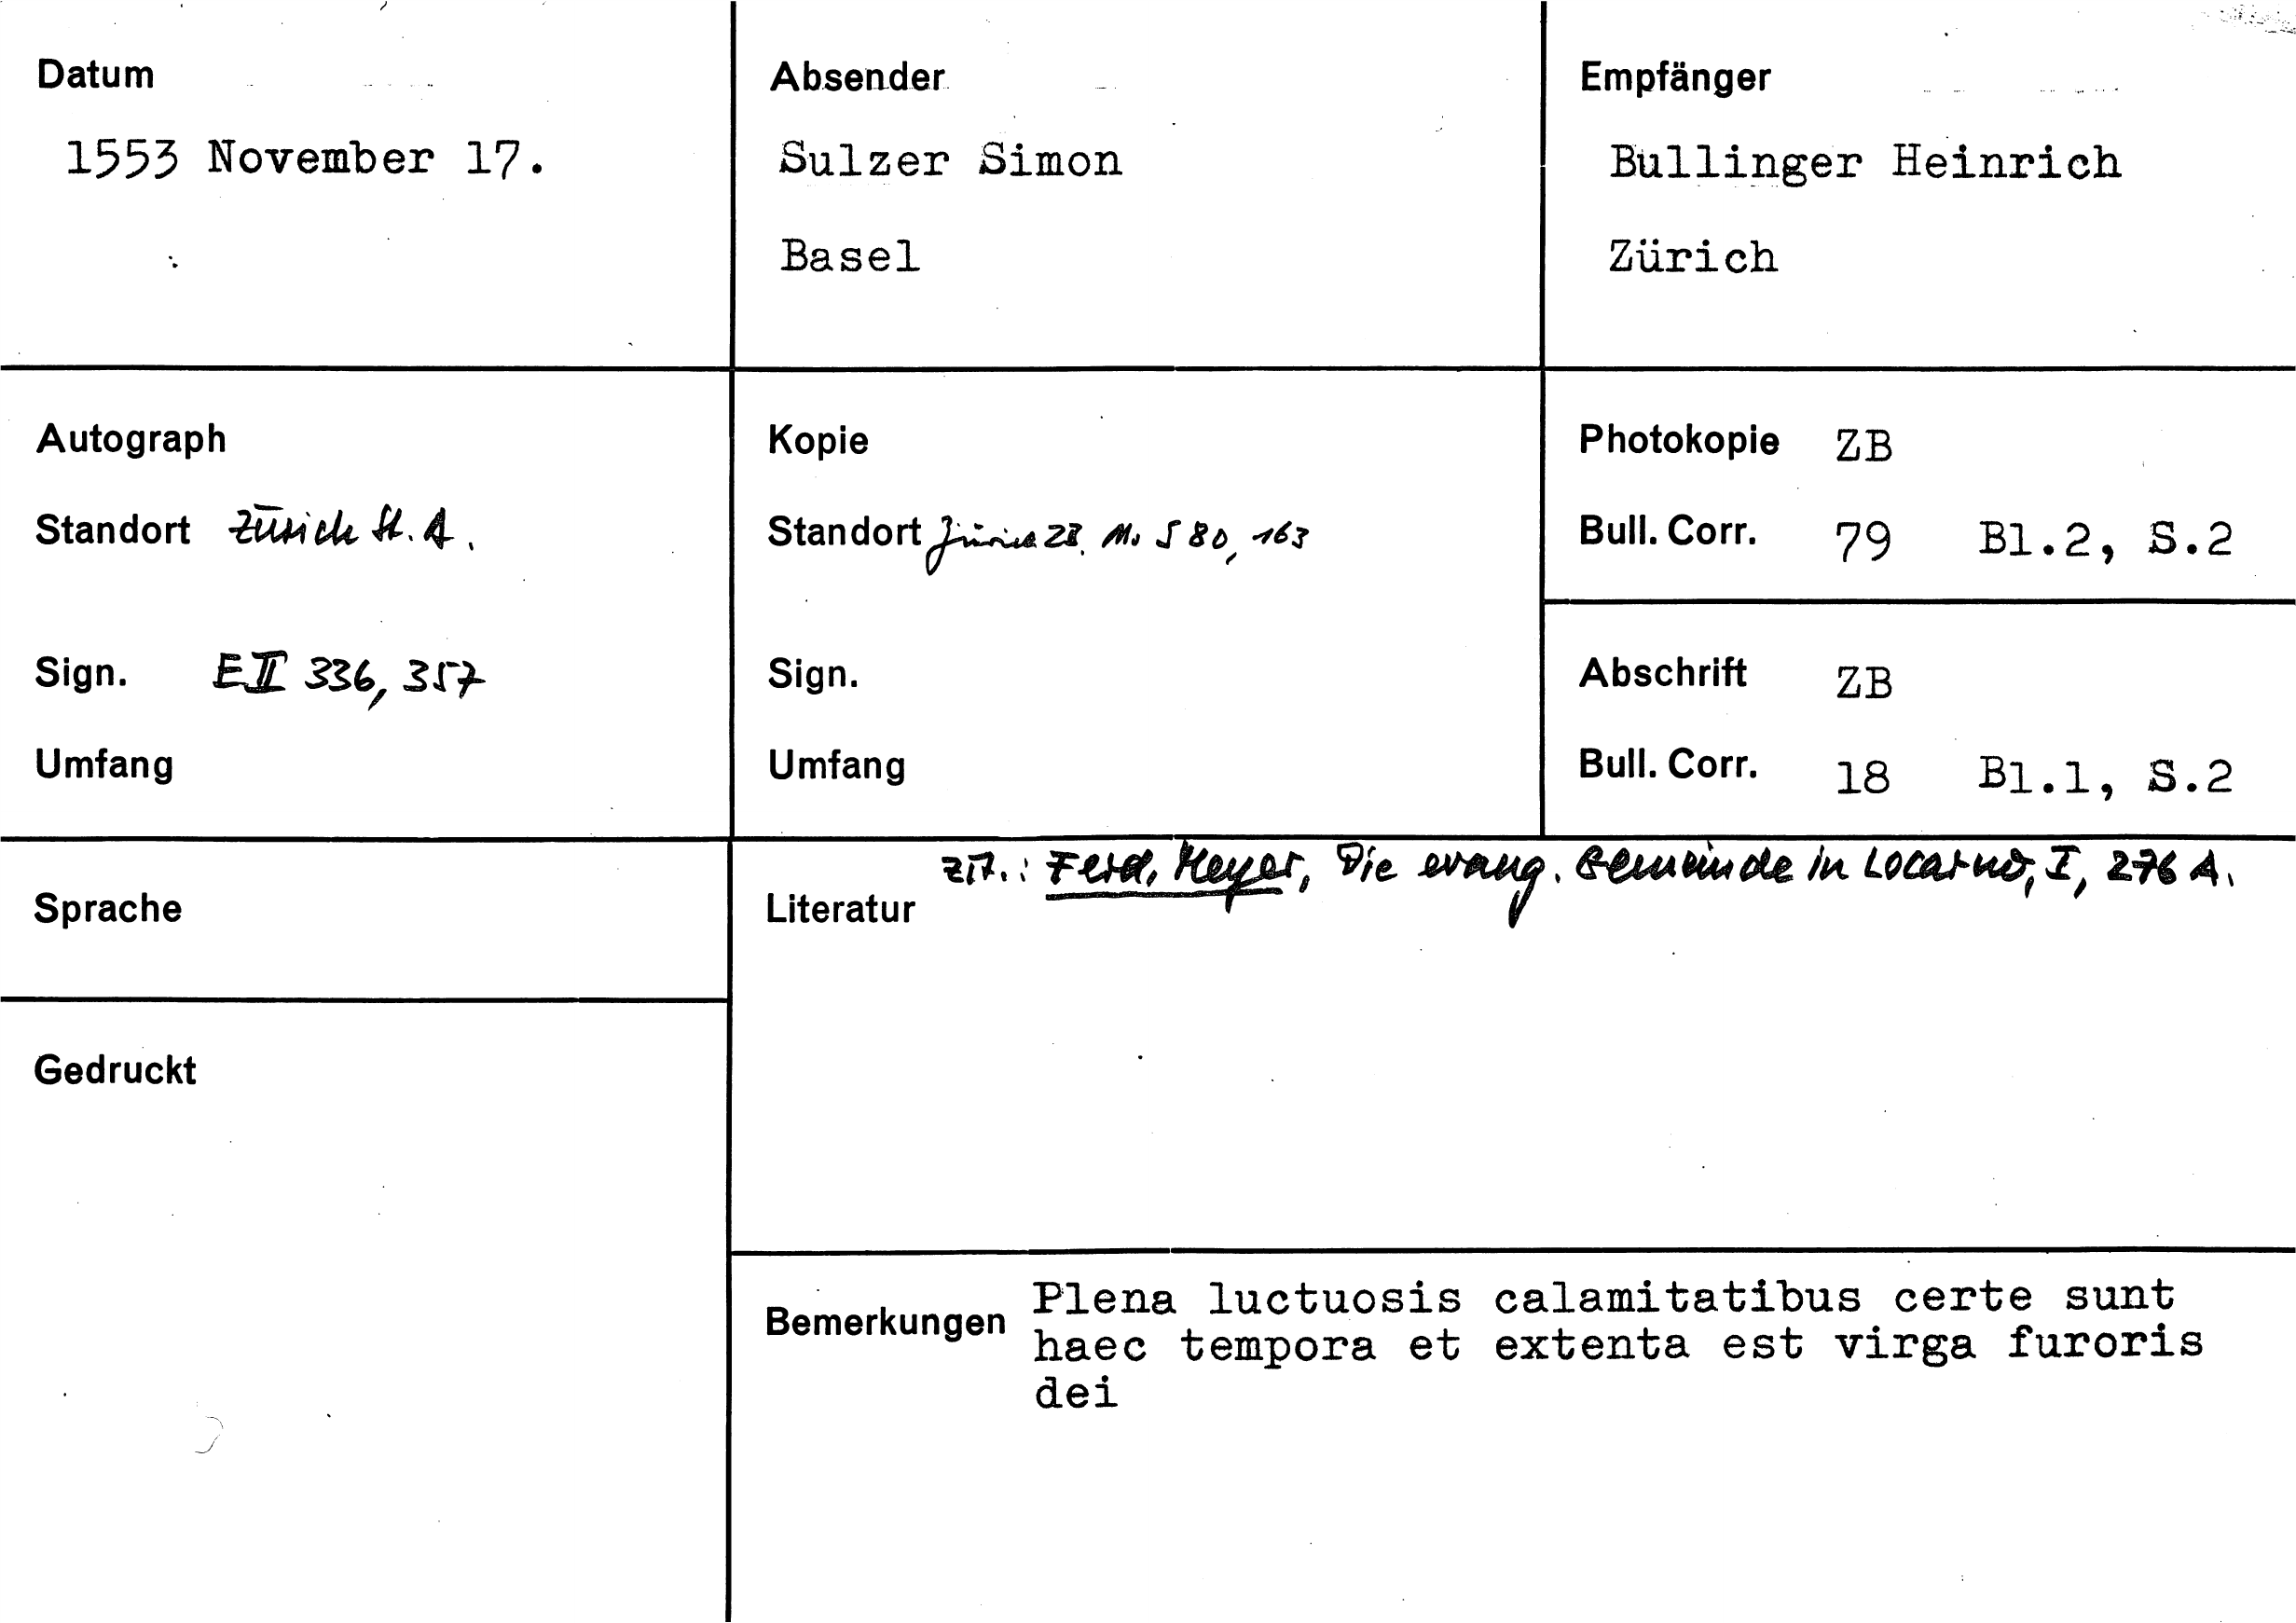 Datum
1553 November 17.
Absender
Sulzer Simon
Basel
Empfänger
Bullinger Heinrich
Zürich
Autograph
Standort Zürich St. A.
Sign. E II 336, 357
Umfang
Kopie
Standort Zürich ZB. Ms S 80, 163
Sign.
Umfang
Photokopie ZB
Bull. Corr. 79 Bl.2, S.2
Abschrift ZB
Bull. Corr. 18 Bl.1, S.2
Sprache
Gedruckt
zit.: Ferd. Meyer, Die evang. Gemeinde in Locarno, I, 276 A.
Literatur
Bemerkungen
Plena luctuosis calamitatibus certe sunt
haec tempora et extenta est virga furoris
dei